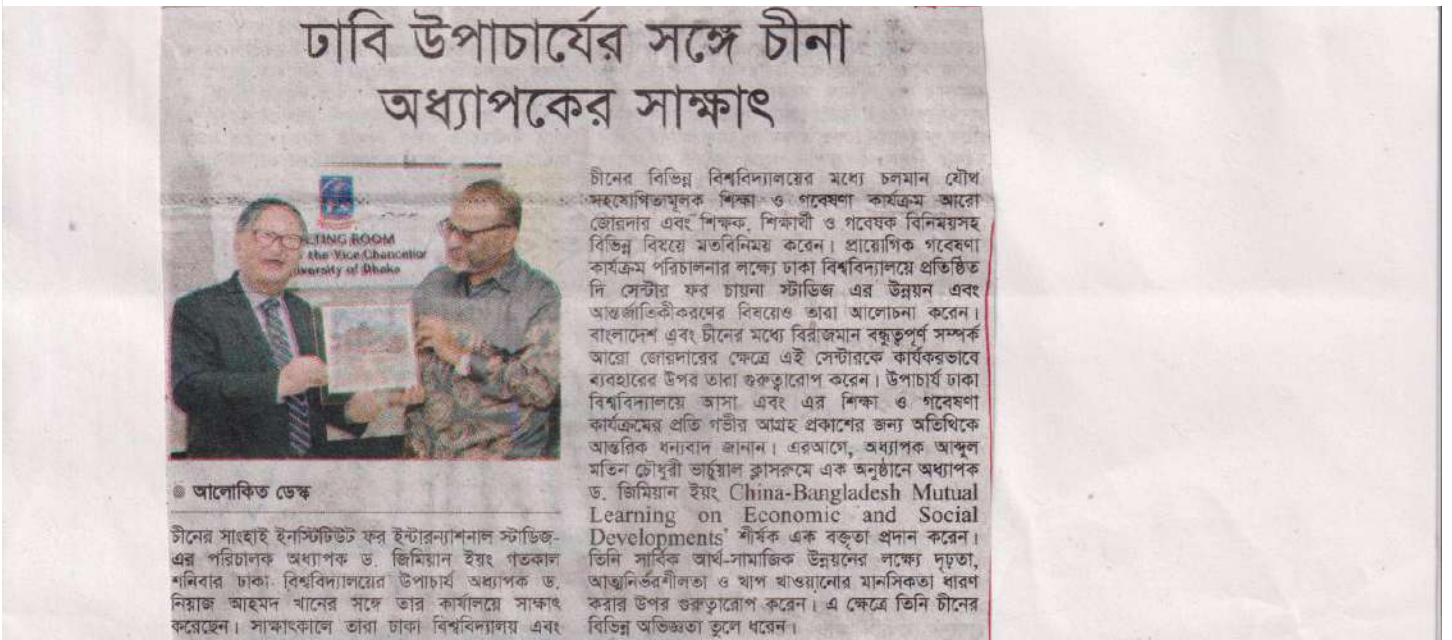 ঢাবি উপাচার্যের সঙ্গে চীনা
অধ্যাপকের সাক্ষাৎ
TING ROOM
the Vice Chancellor
iversity of Dhaka
আলোকিত ডেস্ক
চীনের সাংহাই ইনস্টিটিউট ফর ইন্টারন্যাশনাল স্টাডিজ-
এর পরিচালক অধ্যাপক ড. জিমিয়ান ইয়ং গতকাল
শনিবার ঢাকা বিশ্ববিদ্যালয়ের উপাচার্য অধ্যাপক ড.
নিয়াজ আহমদ খানের সঙ্গে তার কার্যালয়ে সাক্ষাৎ
করেছেন। সাক্ষাৎকালে তারা ঢাকা বিশ্ববিদ্যালয় এবং
চীনের বিভিন্ন বিশ্ববিদ্যালয়ের মধ্যে চলমান যৌথ
সহযোগিতামূলক শিক্ষা ও গবেষণা কার্যক্রম আরো
জোরদার এবং শিক্ষক, শিক্ষার্থী ও গবেষক বিনিময়সহ
বিভিন্ন বিষয়ে মতবিনিময় করেন। প্রায়োগিক গবেষণা
কার্যক্রম পরিচালনার লক্ষ্যে ঢাকা বিশ্ববিদ্যালয়ে প্রতিষ্ঠিত
দি সেন্টার ফর চায়না স্টাডিজ এর উন্নয়ন এবং
আন্তর্জাতিকীকরণের বিষয়েও তারা আলোচনা করেন।
বাংলাদেশ এবং চীনের মধ্যে বিরাজমান বন্ধুত্বপূর্ণ সম্পর্ক
আরো জোরদারের ক্ষেত্রে এই সেন্টারকে কার্যকরভাবে
ব্যবহারের উপর তারা গুরুত্বারোপ করেন। উপাচার্য ঢাকা
বিশ্ববিদ্যালয়ে আসা এবং এর শিক্ষা ও গবেষণা
কার্যক্রমের প্রতি গভীর আগ্রহ প্রকাশের জন্য অতিথিকে
আন্তরিক ধন্যবাদ জানান। এরআগে, অধ্যাপক আব্দুল
মতিন চৌধুরী ভার্চুয়াল ক্লাসরুমে এক অনুষ্ঠানে অধ্যাপক
ড. জিমিয়ান ইয়ং China-Bangladesh Mutual
Learning on Economic and Social
Developments' শীর্ষক এক বক্তৃতা প্রদান করেন।
তিনি সার্বিক আর্থ-সামাজিক উন্নয়নের লক্ষ্যে দৃঢ়তা,
আত্মনির্ভরশীলতা ও খাপ খাওয়ানোর মানসিকতা ধারণ
করার উপর গুরুত্বারোপ করেন। এ ক্ষেত্রে তিনি চীনের
বিভিন্ন অভিজ্ঞতা তুলে ধরেন।